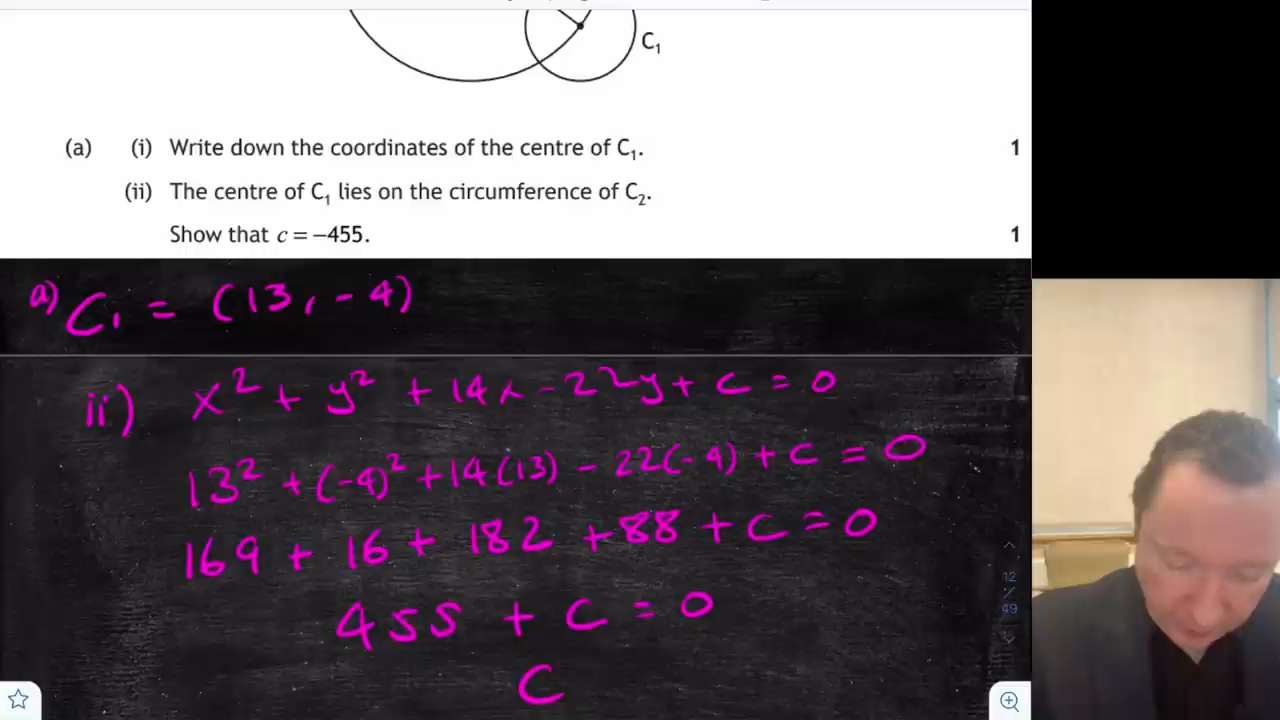 C₁
(a) (i) Write down the coordinates of the centre of C₁. 1
(ii) The centre of C₁ lies on the circumference of C₂.
Show that c = −455. 1
a) C₁ = (13, -4)
ii) x² + y² + 14x - 22y + c = 0
13² + (-4)² + 14(13) - 22(-4) + c = 0
169 + 16 + 182 + 88 + c = 0
455 + c = 0
c
12
/
49